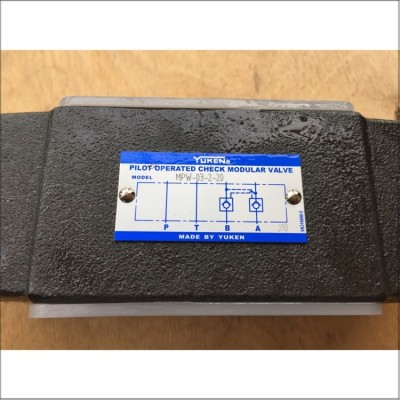 YUKEN®
PILOT OPERATED CHECK MODULAR VALVE
MODEL MPW-03-2-20
P T B A
MADE BY YUKEN